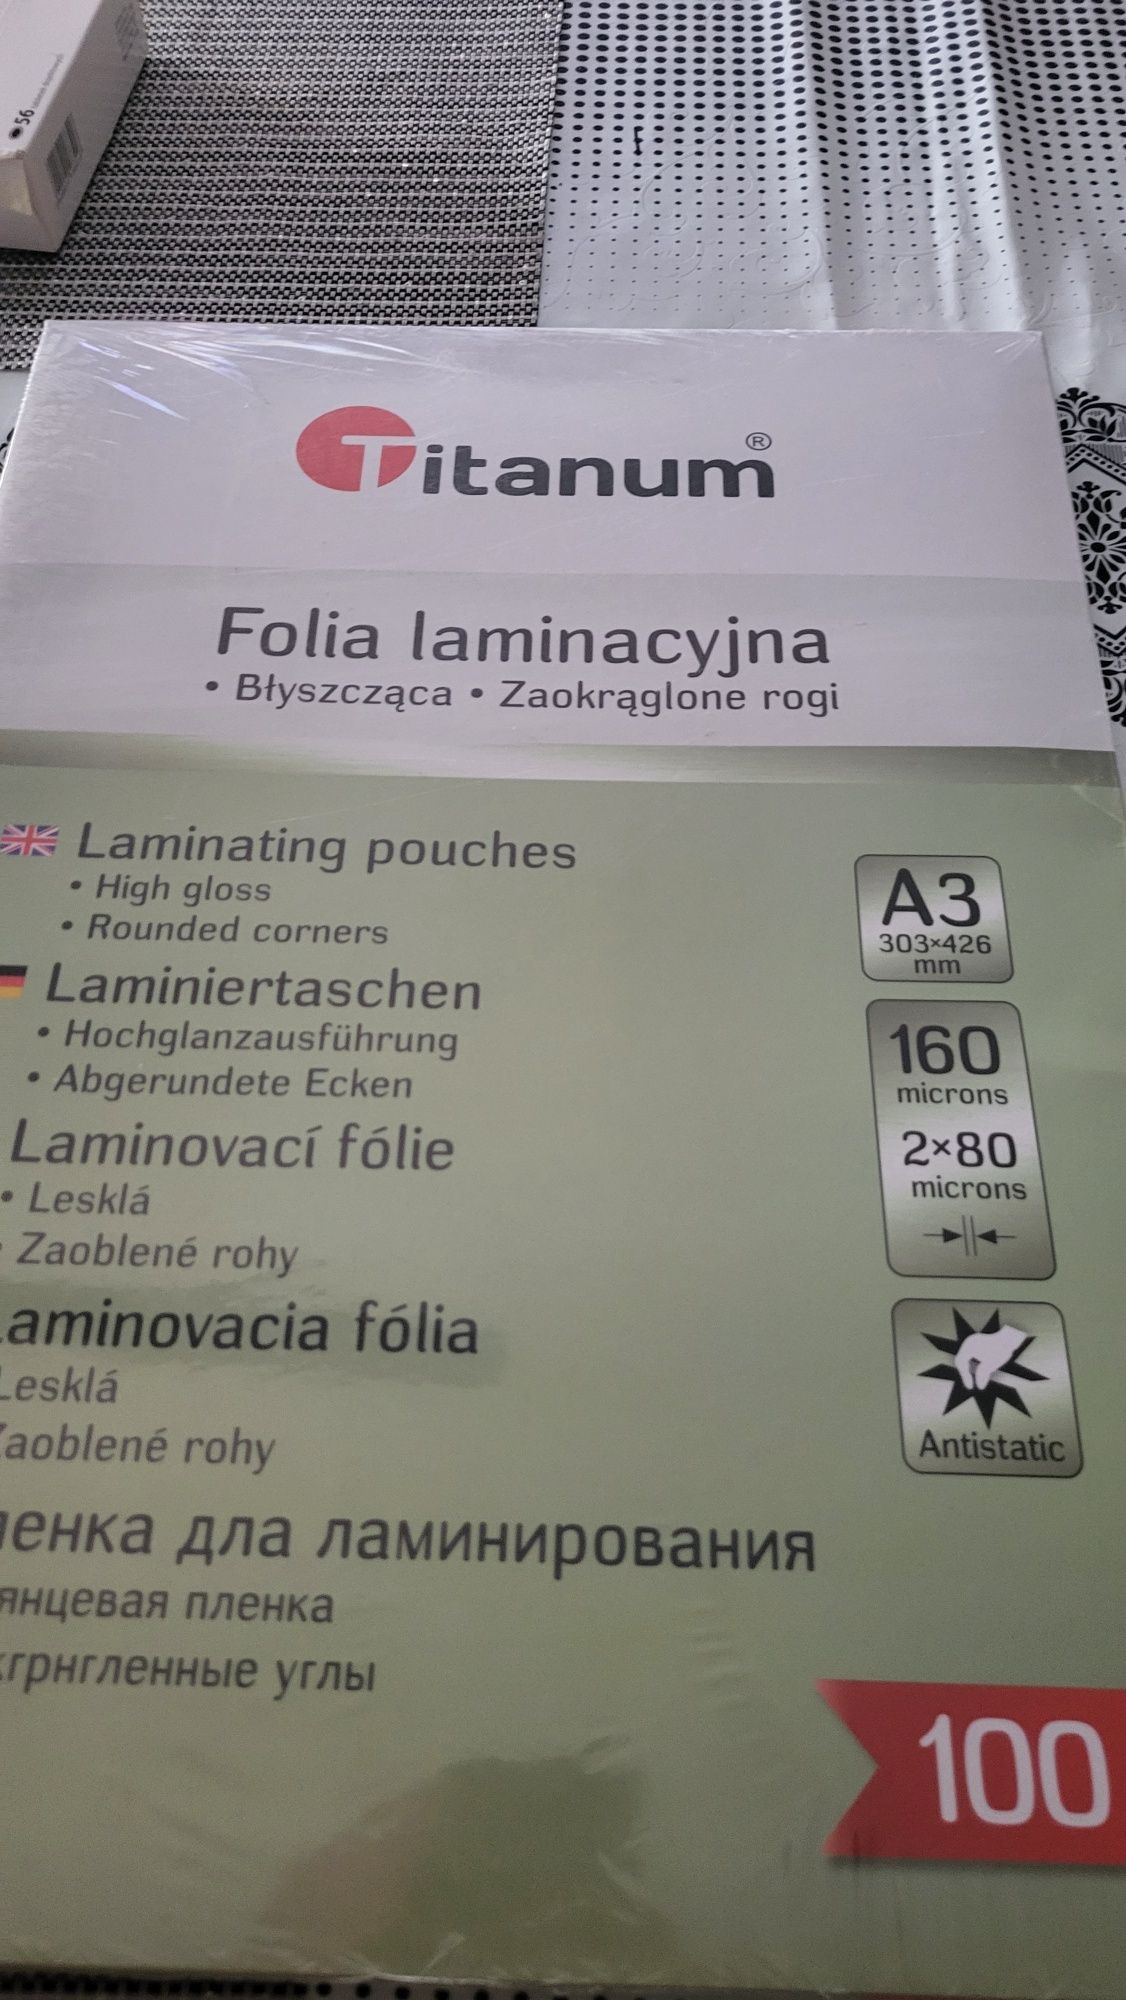 56
Titanum®
Folia laminacyjna
• Błyszcząca • Zaokrąglone rogi
Laminating pouches
• High gloss
• Rounded corners
Laminiertaschen
• Hochglanzausführung
• Abgerundete Ecken
Laminovací fólie
• Lesklá
Zaoblené rohy
aminovacia fólia
Lesklá
Zaoblené rohy
ленка дла ламинирования
янцевая пленка
кгрнгленные углы
A3
303×426
mm
160
microns
2×80
microns
Antistatic
100